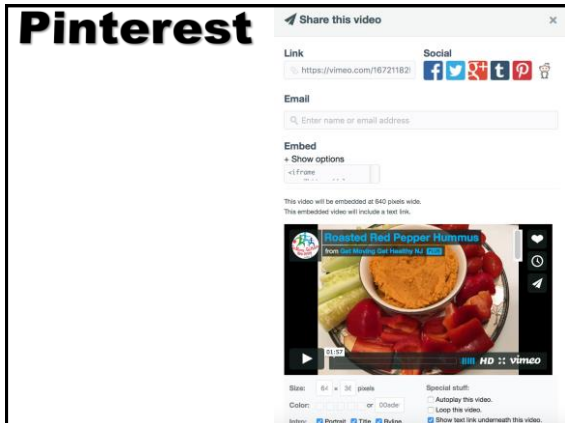 Pinterest
Share this video
Link
Social
https://vimeo.com/16721182
Email
Enter name or email address
Embed
+ Show options
<iframe
This video will be embedded at 640 pixels wide.
This embedded video will include a text link.
Roasted Red Pepper Hummus
from Get Moving Get Healthy NJ PLUS
01:57
HD vimeo
Size: 64 x 36 pixels
Special stuff:
Color: or 00adef
Autoplay this video.
Loop this video.
Intro: Portrait Title Byline
Show text link underneath this video.